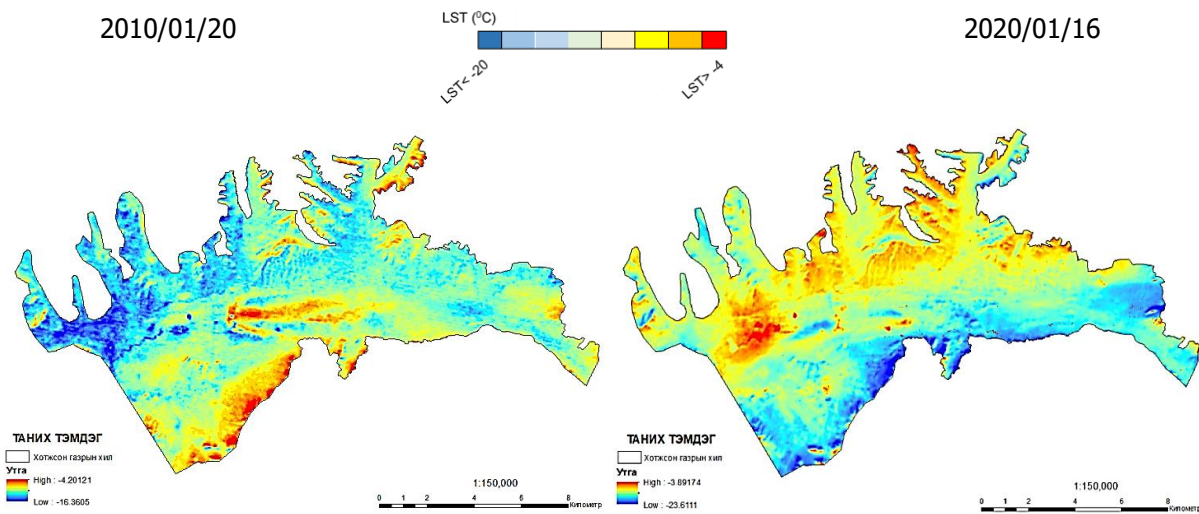 2010/01/20
LST (⁰C)
LST< -20
LST> -4
2020/01/16
ТАНИХ ТЭМДЭГ
Хотжсон газрын хил
Утга
High : -4.20121
Low : -16.3605
1:150,000
0 1 2 4 6 8
Километр
ТАНИХ ТЭМДЭГ
Хотжсон газрын хил
Утга
High : -3.89174
Low : -23.6111
1:150,000
0 1 2 4 6 8
Километр